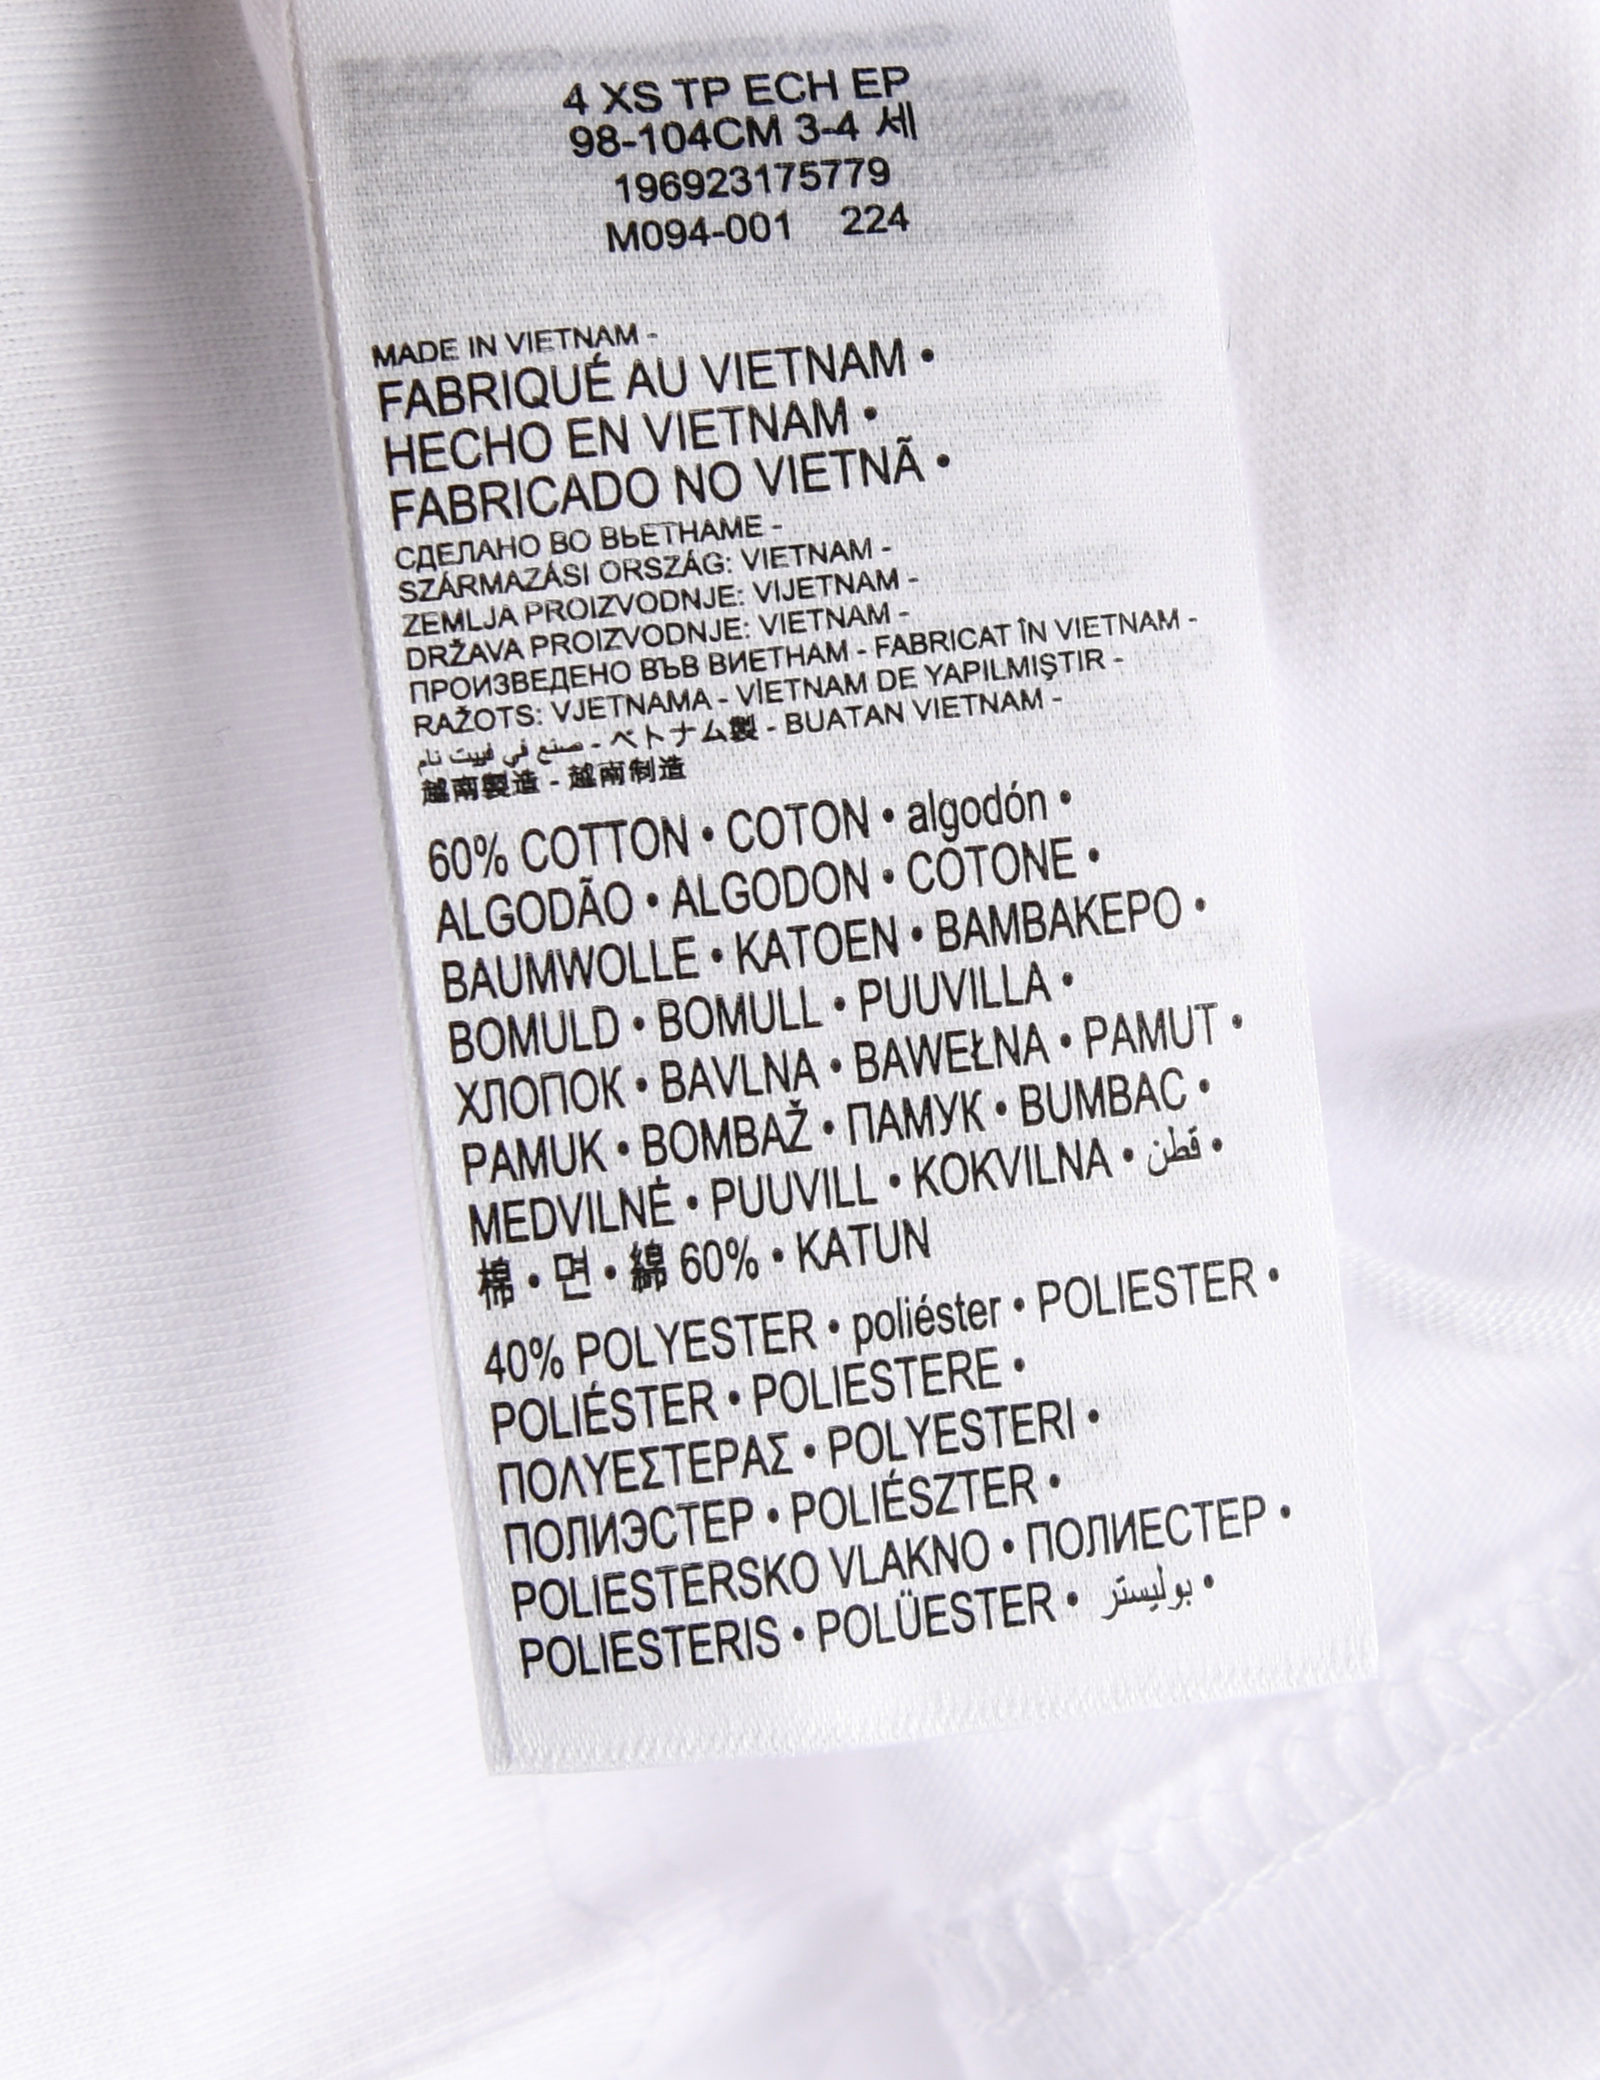 4 XS TP ECH EP
98-104CM 3-4 세
196923175779
M094-001 224
MADE IN VIETNAM -
FABRIQUÉ AU VIETNAM •
HECHO EN VIETNAM •
FABRICADO NO VIETNÃ •
СДЕЛАНО ВО ВЬЕТНАМЕ -
SZÁRMAZÁSI ORSZÁG: VIETNAM -
ZEMLJA PROIZVODNJE: VIJETNAM -
DRŽAVA PROIZVODNJE: VIETNAM -
ПРОИЗВЕДЕНО ВЪВ ВИЕТНАМ - FABRICAT ÎN VIETNAM -
RAŽOTS: VJETNAMA - VİETNAM DE YAPILMIŞTIR -
صنع في فييت نام - ベトナム製 - BUATAN VIETNAM -
越南製造 - 越南制造
60% COTTON • COTON • algodón •
ALGODÃO • ALGODON • COTONE •
BAUMWOLLE • KATOEN • ΒΑΜΒΑΚΕΡΟ •
BOMULD • BOMULL • PUUVILLA •
ХЛОПОК • BAVLNA • BAWEŁNA • PAMUT •
PAMUK • BOMBAŽ • ПАМУК • BUMBAC •
MEDVILNĖ • PUUVILL • KOKVILNA • قطن •
棉 • 면 • 綿 60% • KATUN
40% POLYESTER • poliéster • POLIESTER •
POLIÉSTER • POLIESTERE •
ΠΟΛΥΕΣΤΕΡΑΣ • POLYESTERI •
ПОЛИЭСТЕР • POLIÉSZTER •
POLIESTERSKO VLAKNO • ПОЛИЕСТЕР •
POLIESTERIS • POLÜESTER • بوليستر •